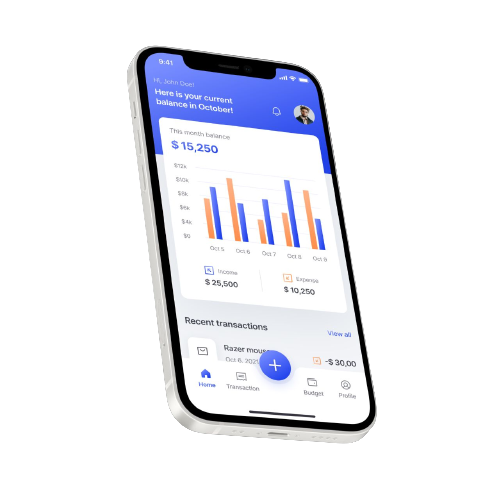 9:41
Hi, John Doe!
Here is your current
balance in October!
This month balance
$ 15,250
$12k
$10k
$8k
$6k
$4k
$0
Oct 5 Oct 6 Oct 7 Oct 8 Oct 9
Income Expense
$ 25,500 $ 10,250
Recent transactions View all
Razer mouse -$ 30,00
Oct 6, 2021
Home Transaction Budget Profile